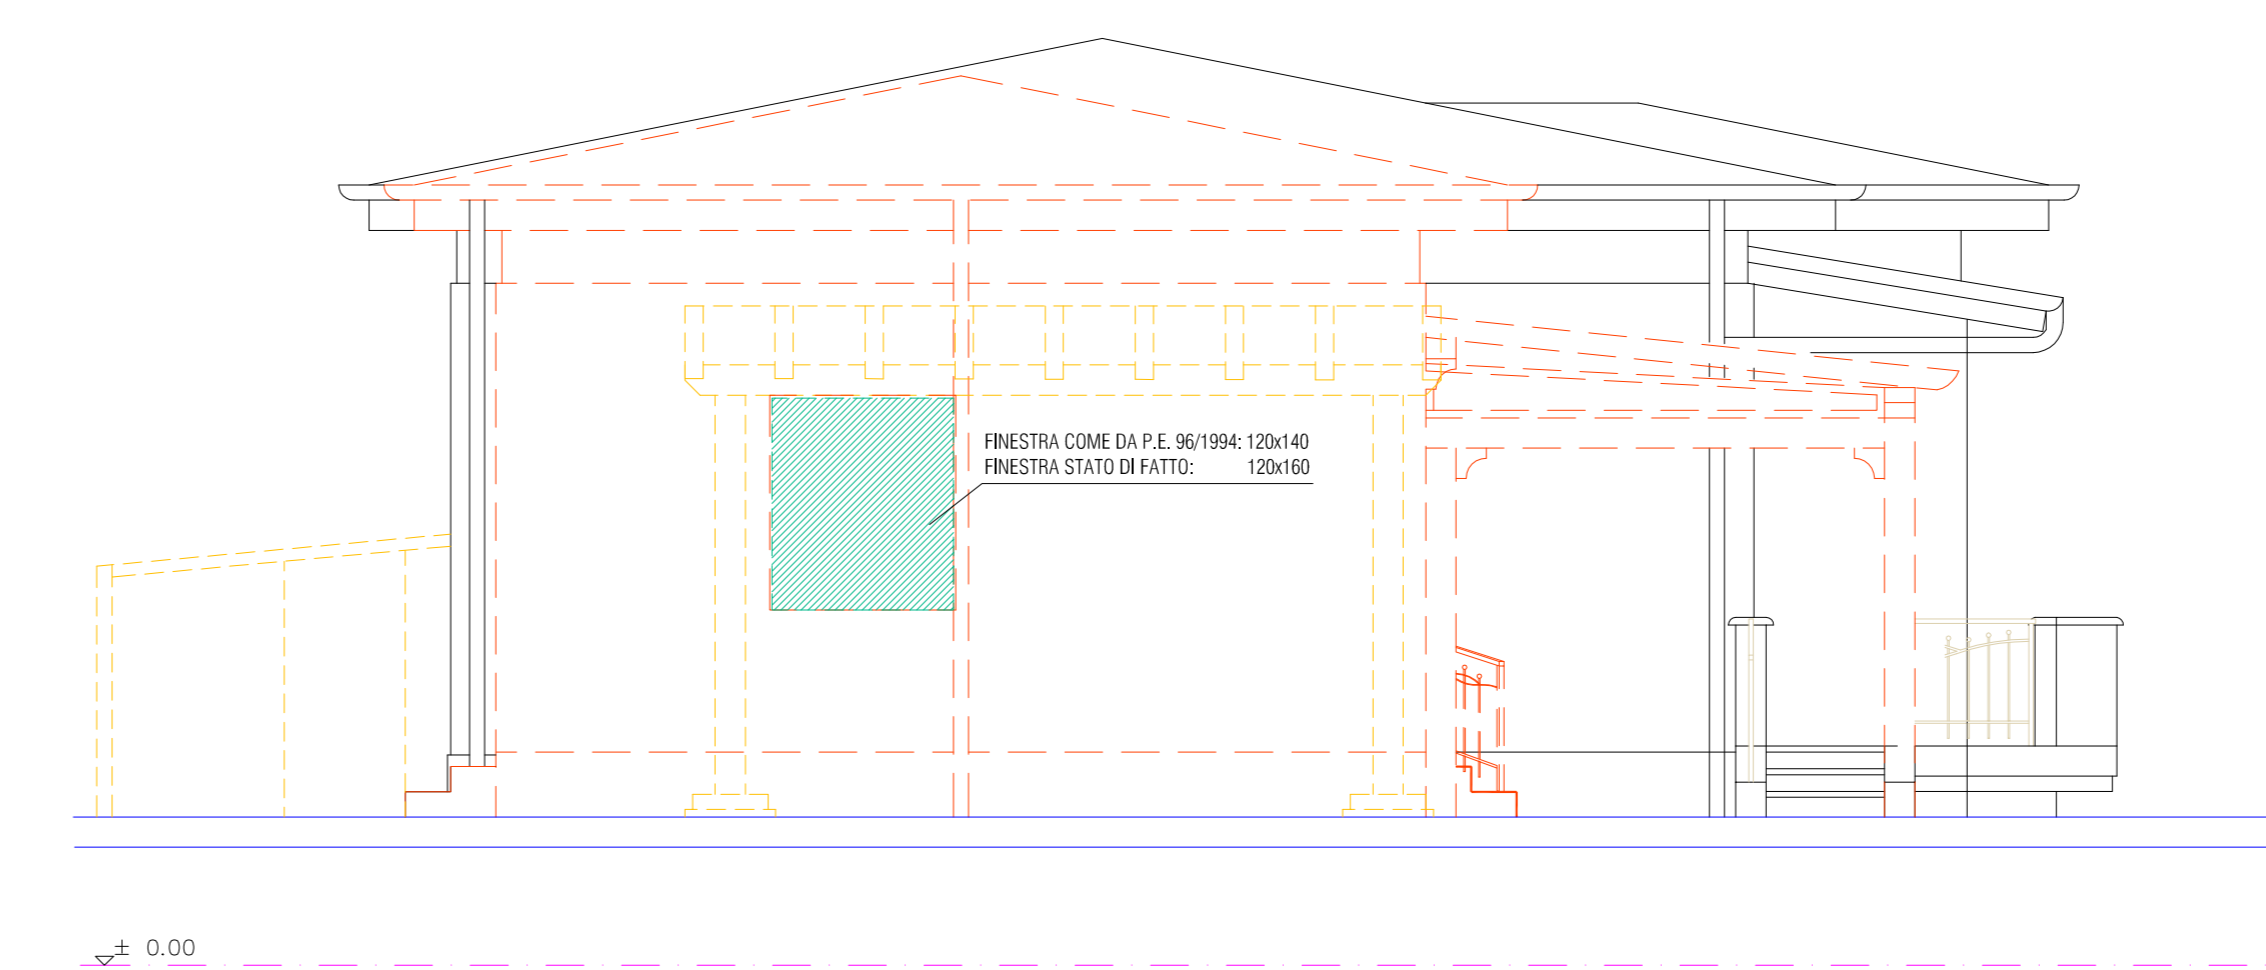 FINESTRA COME DA P.E. 96/1994: 120x140
FINESTRA STATO DI FATTO: 120x160
± 0.00